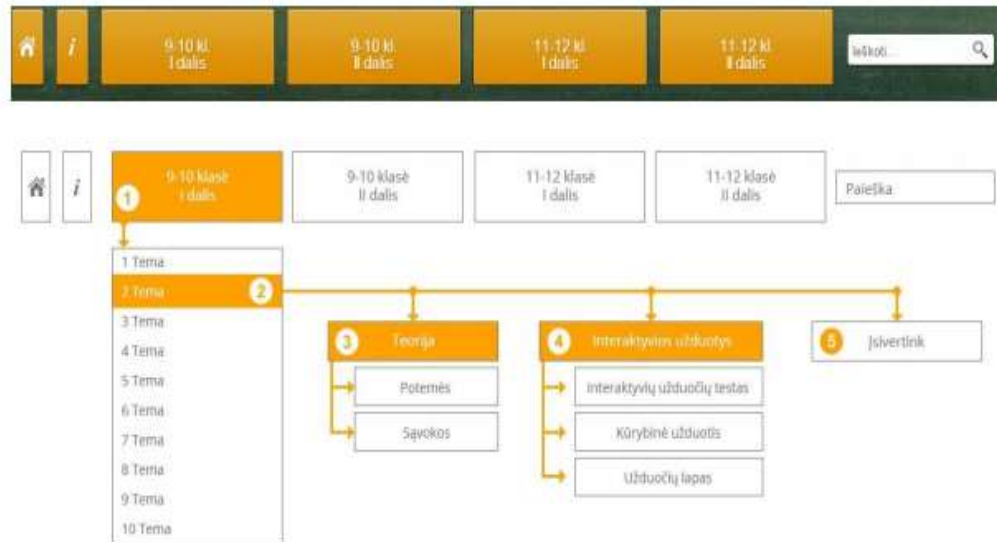 i
9-10 kl.
I dalis
9-10 kl.
II dalis
11-12 kl.
I dalis
11-12 kl.
II dalis
Ieškoti...
i
9-10 klasė
I dalis
9-10 klasė
II dalis
11-12 klasė
I dalis
11-12 klasė
II dalis
Paieška
1
1 Tema
2 Tema
2
3 Tema
4 Tema
5 Tema
6 Tema
7 Tema
8 Tema
9 Tema
10 Tema
3 Teorija
Potemės
Sąvokos
4 Interaktyvios užduotys
Interaktyvių užduočių testas
Kūrybinė užduotis
Užduočių lapas
5 Įsivertink